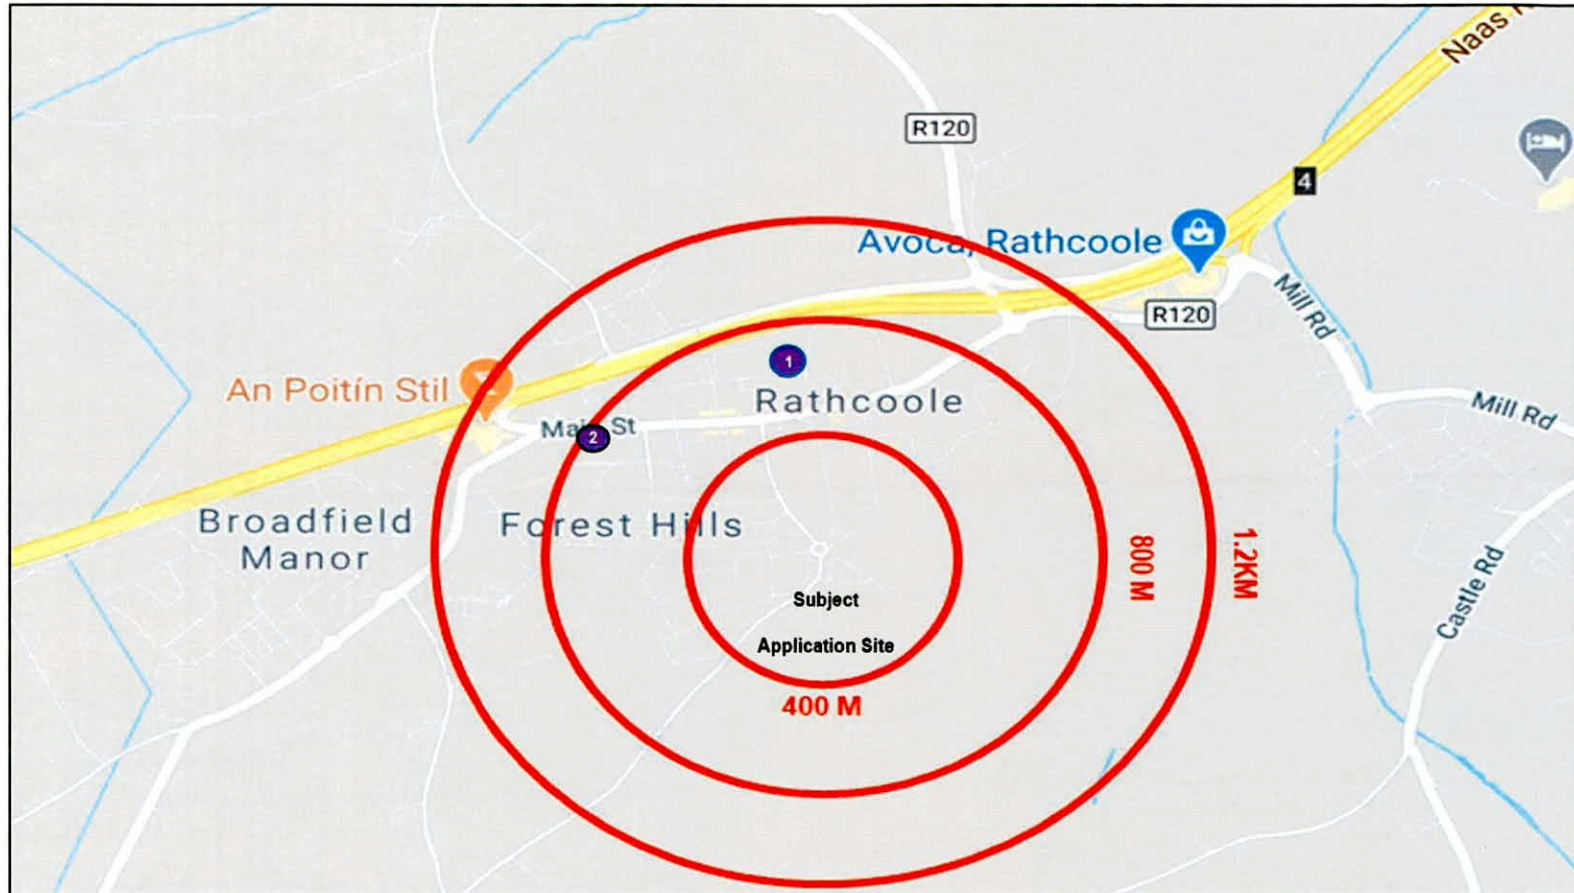 Naas R
R120
4
Avoca, Rathcoole
R120
Mill Rd
An Poitín Stil
1
Rathcoole
Main St
2
Mill Rd
Broadfield
Manor
Forest Hills
800 M
1.2KM
Castle Rd
Subject
Application Site
400 M